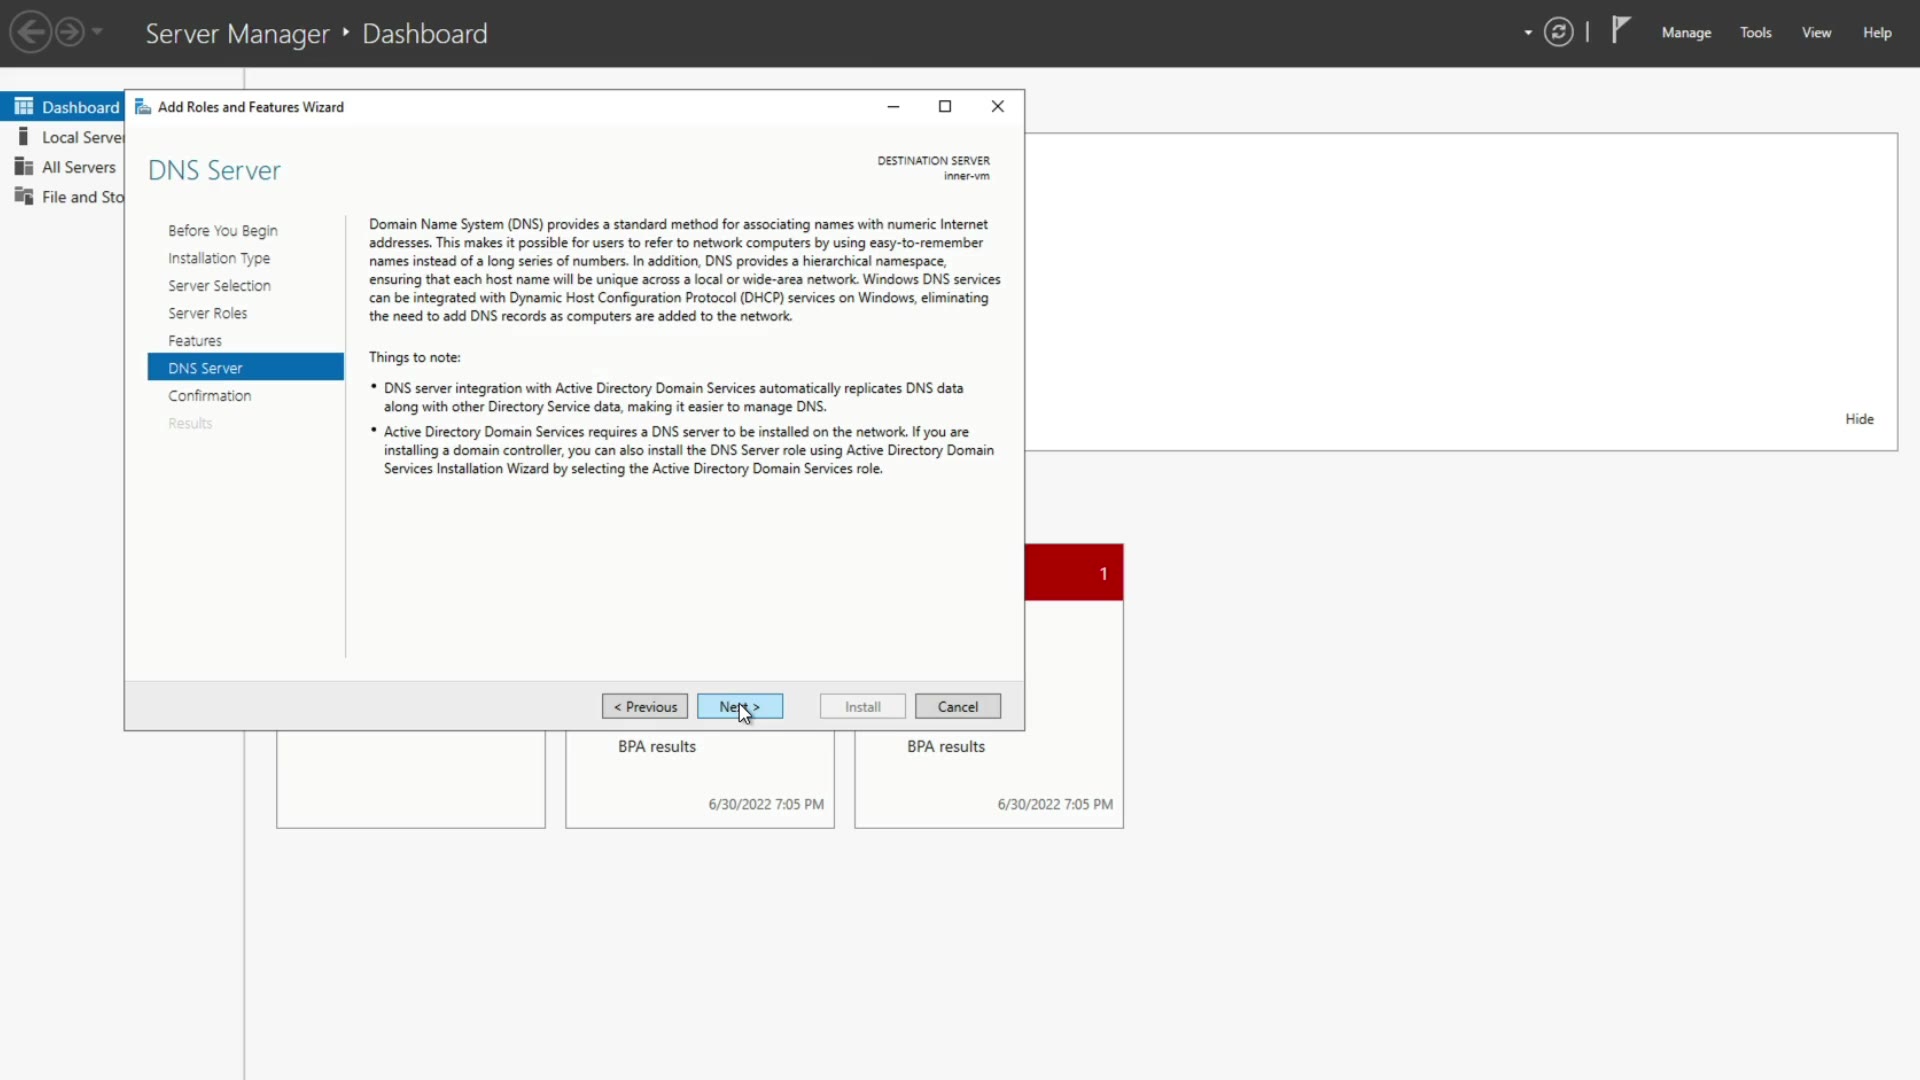 Server Manager ‣ Dashboard
Manage Tools View Help
Dashboard
Local Server
All Servers
File and Sto
Add Roles and Features Wizard
DNS Server
DESTINATION SERVER
inner-vm
Before You Begin
Installation Type
Server Selection
Server Roles
Features
DNS Server
Confirmation
Results
Domain Name System (DNS) provides a standard method for associating names with numeric Internet
addresses. This makes it possible for users to refer to network computers by using easy-to-remember
names instead of a long series of numbers. In addition, DNS provides a hierarchical namespace,
ensuring that each host name will be unique across a local or wide-area network. Windows DNS services
can be integrated with Dynamic Host Configuration Protocol (DHCP) services on Windows, eliminating
the need to add DNS records as computers are added to the network.
Things to note:
• DNS server integration with Active Directory Domain Services automatically replicates DNS data
along with other Directory Service data, making it easier to manage DNS.
• Active Directory Domain Services requires a DNS server to be installed on the network. If you are
installing a domain controller, you can also install the DNS Server role using Active Directory Domain
Services Installation Wizard by selecting the Active Directory Domain Services role.
Hide
1
< Previous
Next >
Install
Cancel
BPA results
6/30/2022 7:05 PM
BPA results
6/30/2022 7:05 PM